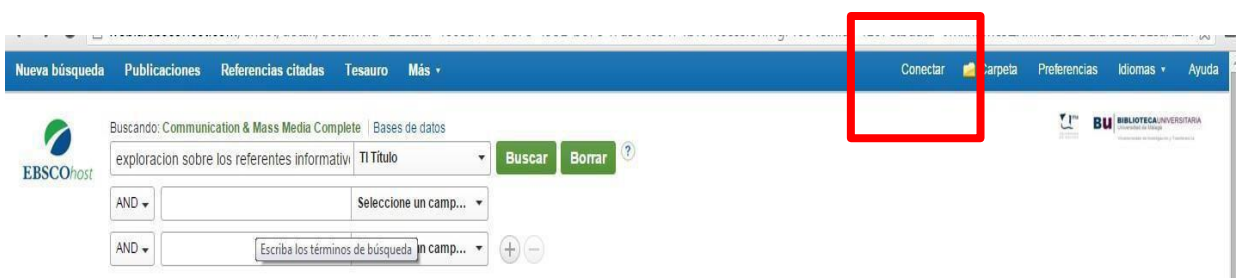 Nueva búsqueda Publicaciones Referencias citadas Tesauro Más Conectar Carpeta Preferencias Idiomas Ayuda
Buscando: Communication & Mass Media Complete | Bases de datos
exploracion sobre los referentes informativ TI Título Buscar Borrar ?
EBSCOhost
BU BIBLIOTECAUNIVERSITARIA
AND Seleccione un camp...
AND Escriba los términos de búsqueda n camp...